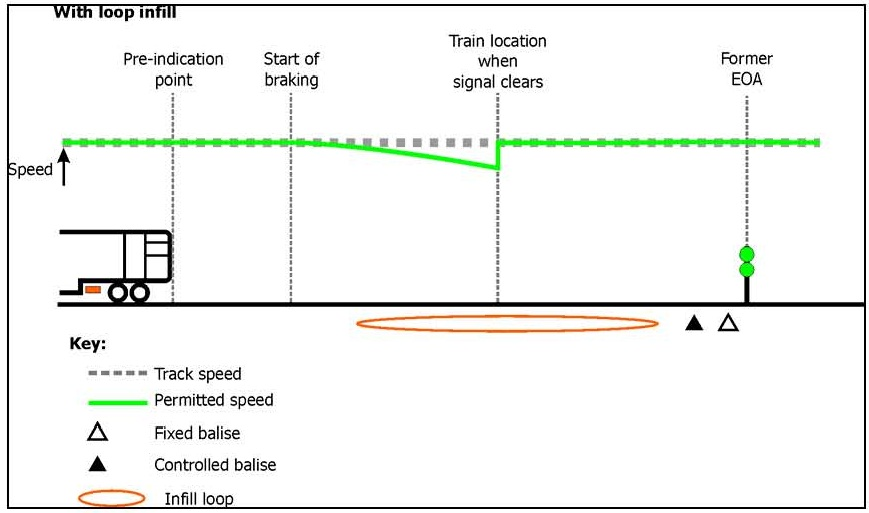 With loop infill
Pre-indication
point
Start of
braking
Train location
when
signal clears
Former
EOA
Speed
Key:
Track speed
Permitted speed
Fixed balise
Controlled balise
Infill loop